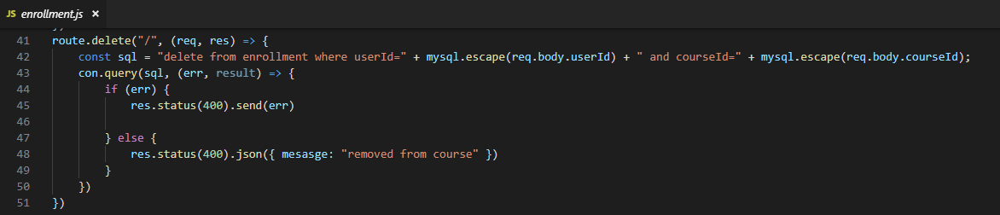 JS enrollment.js ×
41 route.delete("/", (req, res) => {
42 const sql = "delete from enrollment where userId=" + mysql.escape(req.body.userId) + " and courseId=" + mysql.escape(req.body.courseId);
43 con.query(sql, (err, result) => {
44 if (err) {
45 res.status(400).send(err)
46
47 } else {
48 res.status(400).json({ mesasge: "removed from course" })
49 }
50 })
51 })